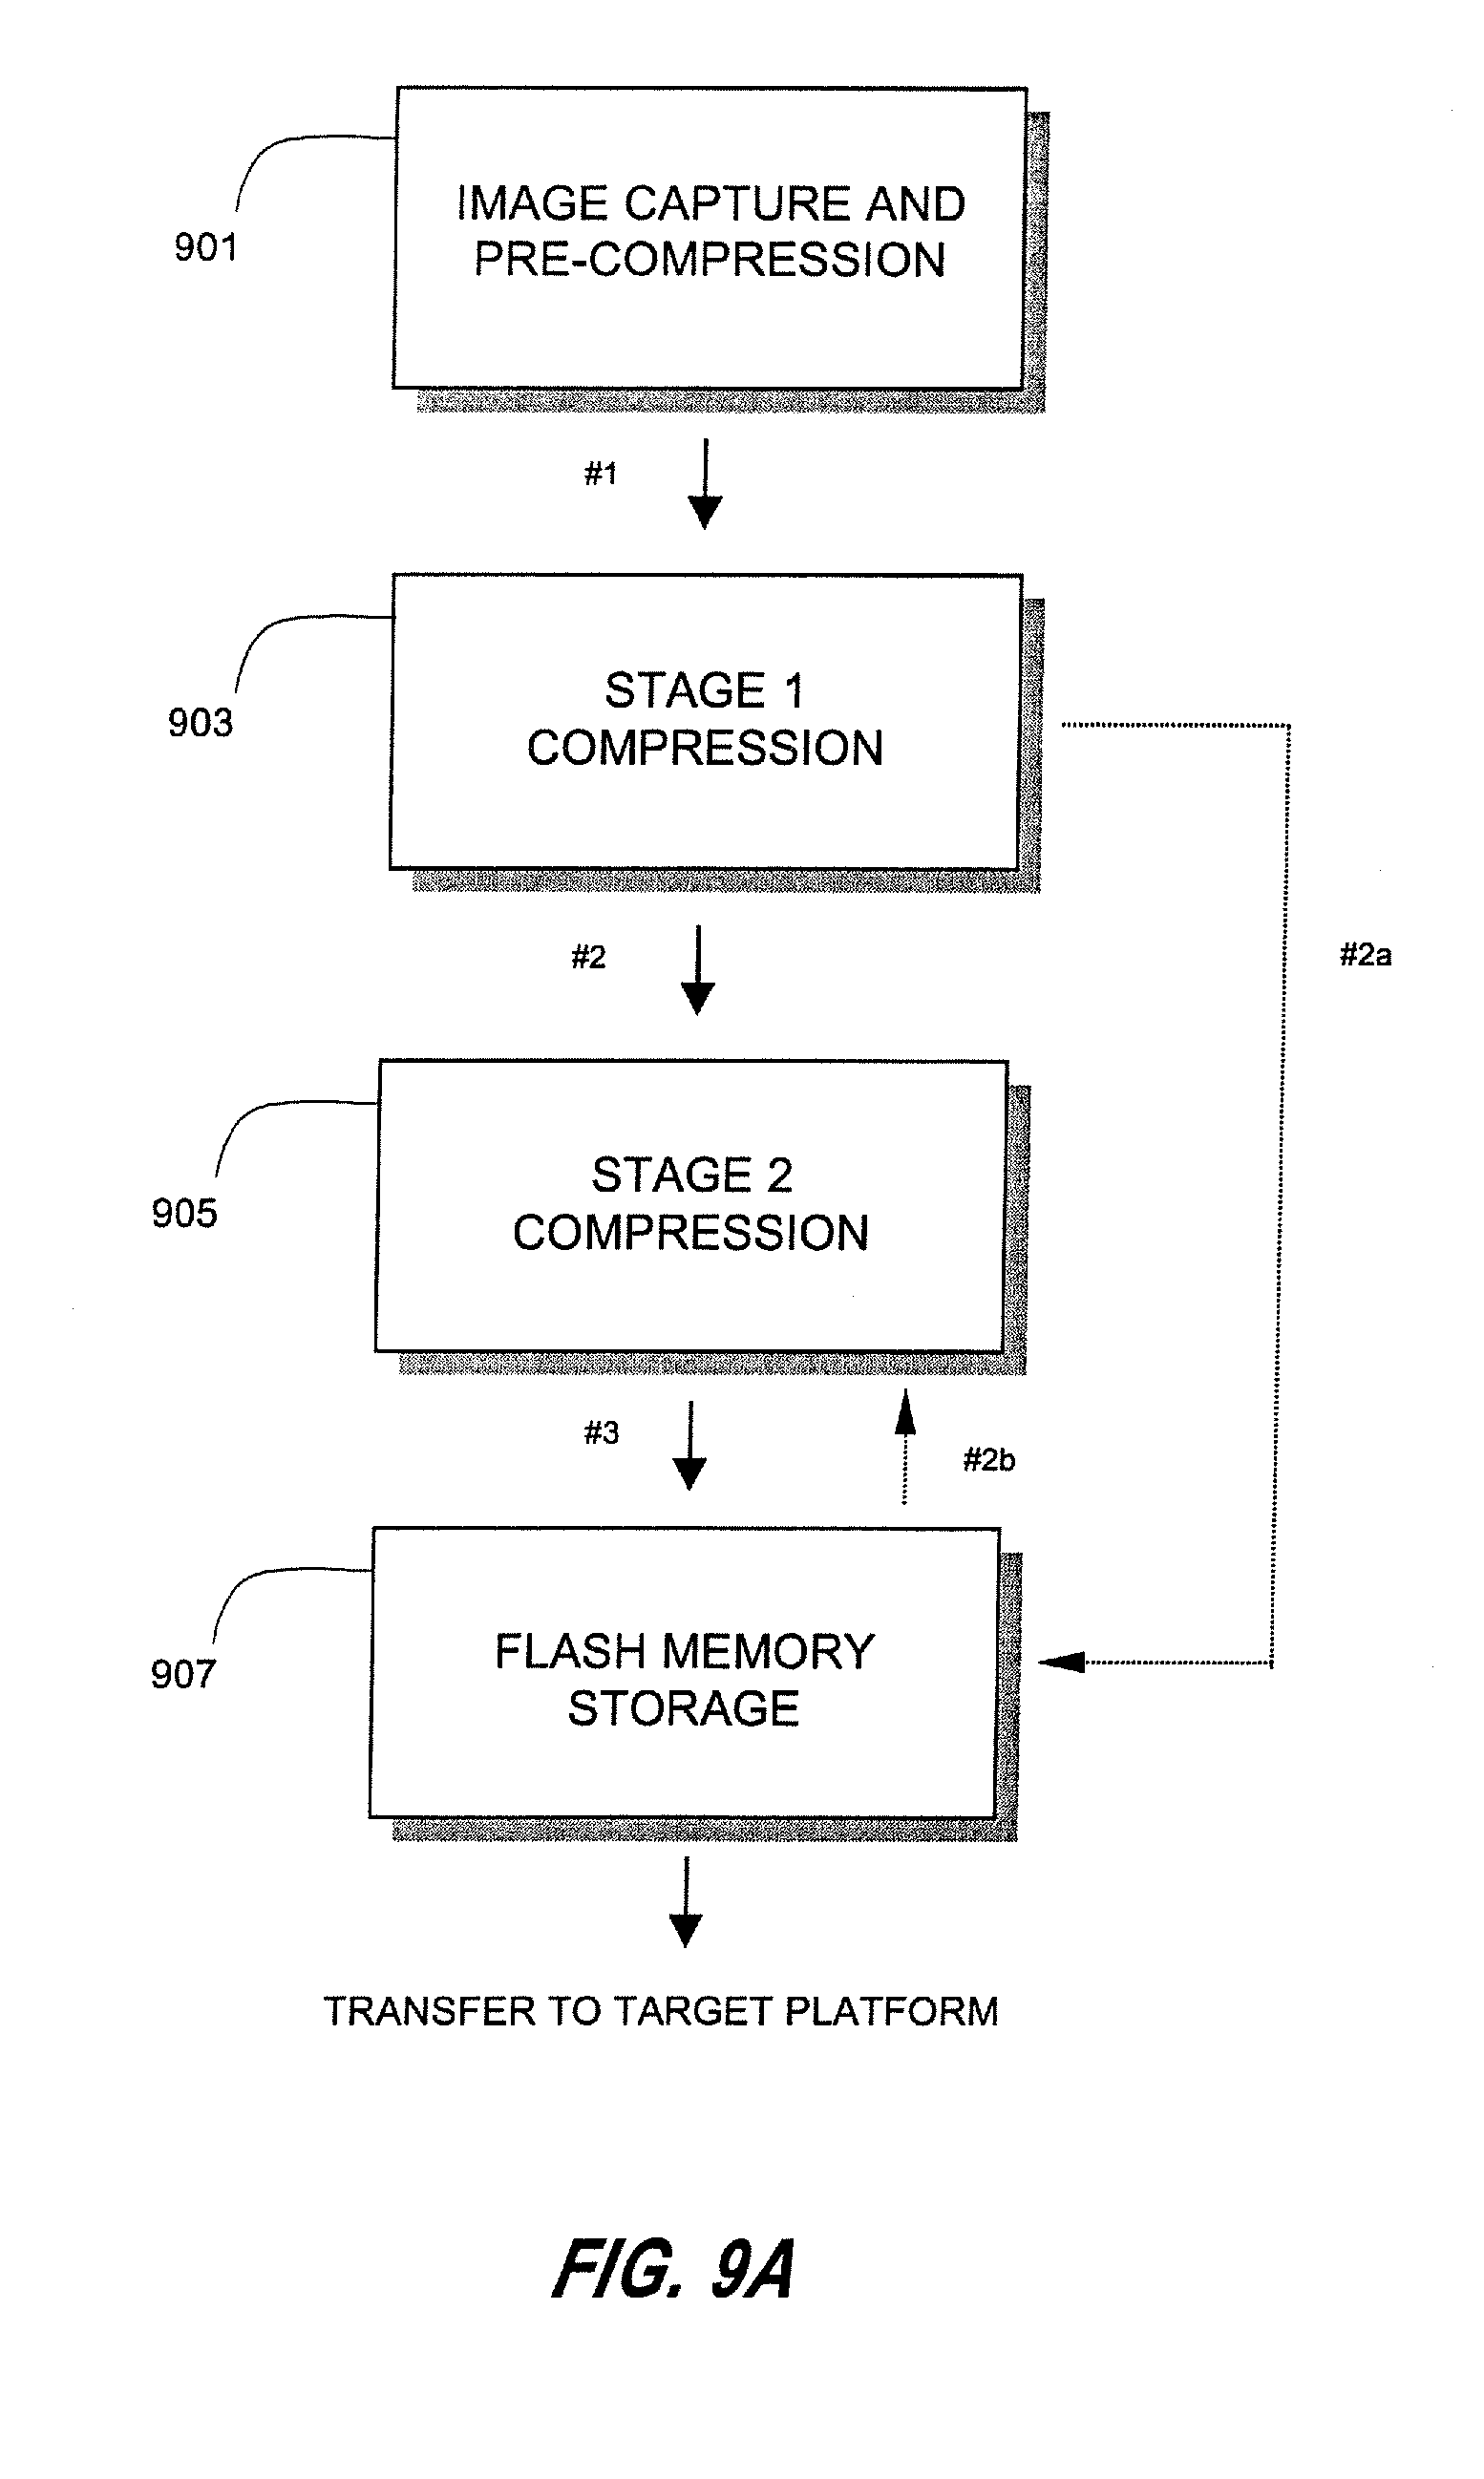 IMAGE CAPTURE AND
PRE-COMPRESSION
901
#1
STAGE 1
COMPRESSION
903
#2
#2a
STAGE 2
COMPRESSION
905
#3
#2b
FLASH MEMORY
STORAGE
907
TRANSFER TO TARGET PLATFORM
FIG. 9A